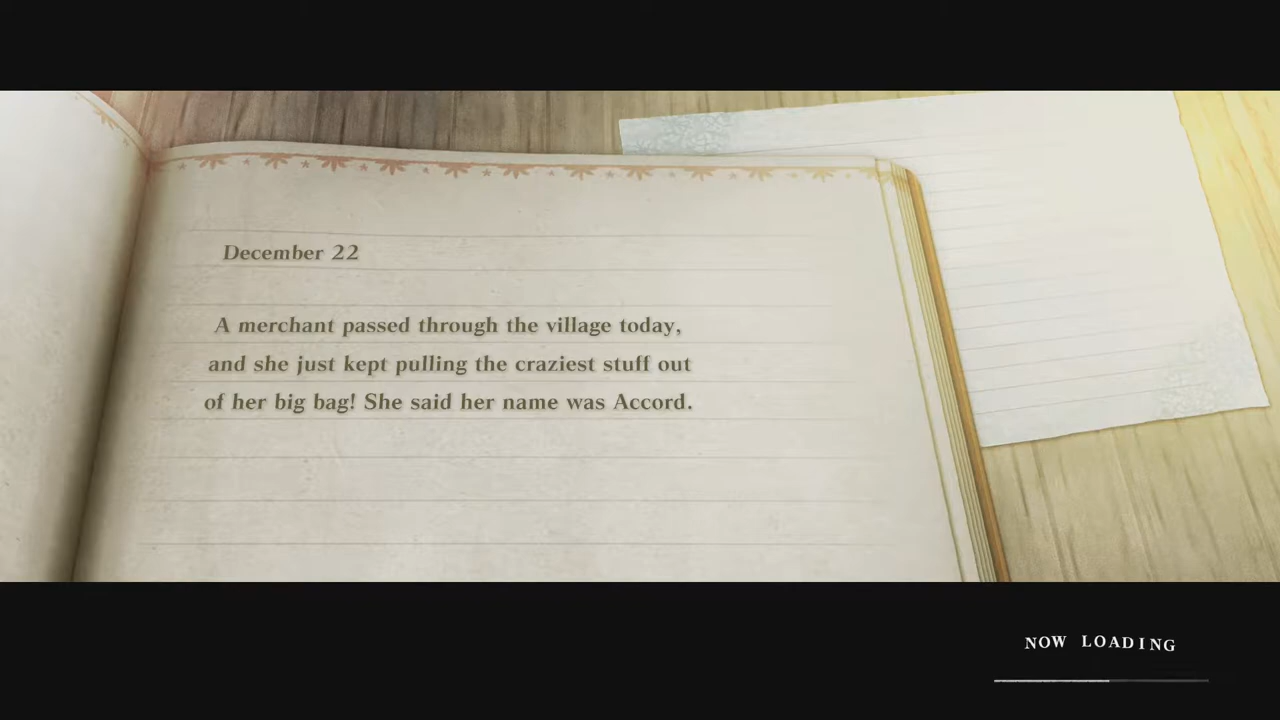 December 22
A merchant passed through the village today,
and she just kept pulling the craziest stuff out
of her big bag! She said her name was Accord.
NOW LOADING